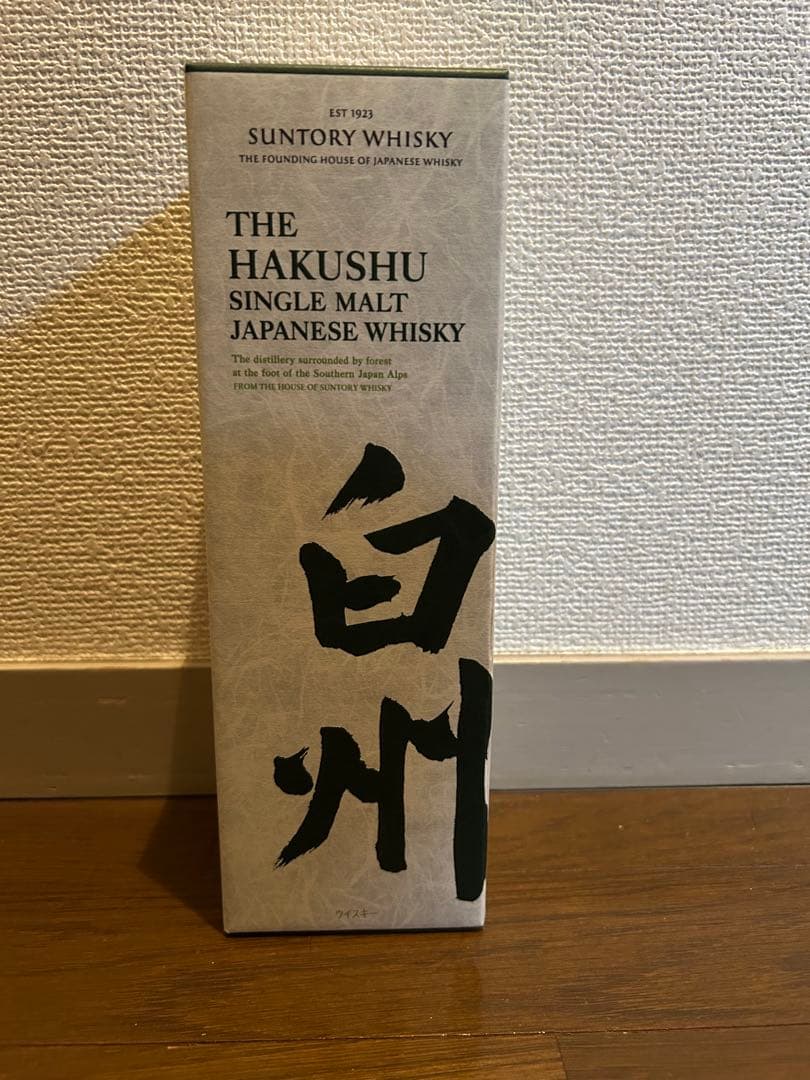 EST 1923
SUNTORY WHISKY
THE FOUNDING HOUSE OF JAPANESE WHISKY
THE
HAKUSHU
SINGLE MALT
JAPANESE WHISKY
The distillery surrounded by forest
at the foot of the Southern Japan Alps
FROM THE HOUSE OF SUNTORY WHISKY
白州
ウイスキー